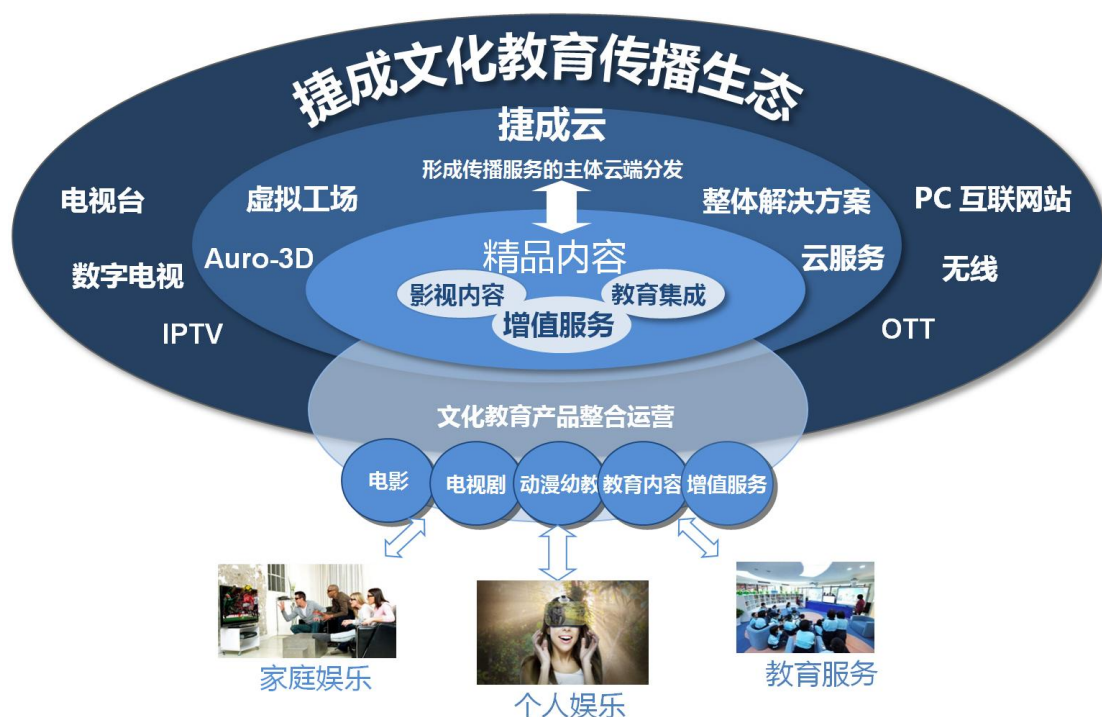 捷成文化教育传播生态
捷成云
形成传播服务的主体云端分发
电视台
虚拟工场
整体解决方案
PC 互联网站
数字电视
Auro-3D
精品内容
云服务
无线
影视内容
教育集成
增值服务
IPTV
OTT
文化教育产品整合运营
电影
电视剧
动漫幼教
教育内容
增值服务
家庭娱乐
个人娱乐
教育服务